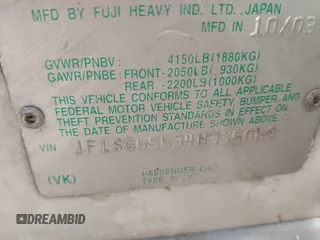 MFD BY FUJI HEAVY IND. LTD. JAPAN
MFD IN 10/03
GVWR/PNBV: 4150LB(1880KG)
GAWR/PNBE: FRONT-2050LB( 930KG)
REAR -2200LB(1000KG)
THIS VEHICLE CONFORMS TO ALL APPLICABLE
FEDERAL MOTOR VEHICLE SAFETY, BUMPER, AND
THEFT PREVENTION STANDARDS IN EFFECT ON
THE DATE OF MANUFACTURE SHOWN ABOVE.
VIN
(VK)
PASSENGER CAR
TYPE
© DREAMBID